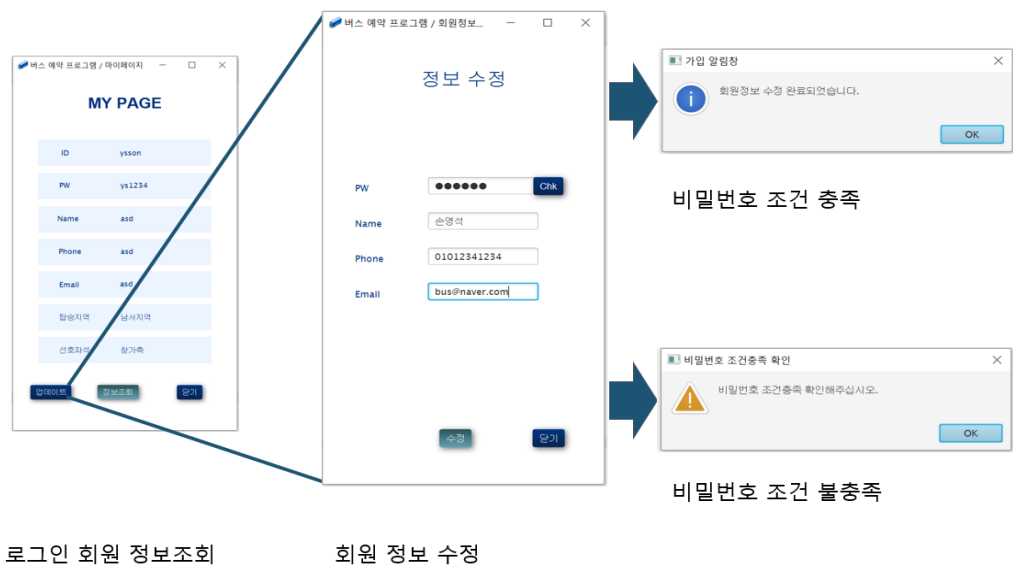 버스 예약 프로그램 / 마이페이지
MY PAGE
ID ysson
PW ys1234
Name asd
Phone asd
Email asd
탑승지역 남서지역
선호좌석 창가측
업데이트 정보조회 닫기
로그인 회원 정보조회
버스 예약 프로그램 / 회원정보...
정보 수정
PW ●●●●●● Chk
Name 손영석
Phone 01012341234
Email bus@naver.com
수정 닫기
회원 정보 수정
가입 알림창
회원정보 수정 완료되었습니다.
OK
비밀번호 조건 충족
비밀번호 조건충족 확인
비밀번호 조건충족 확인해주십시오.
OK
비밀번호 조건 불충족